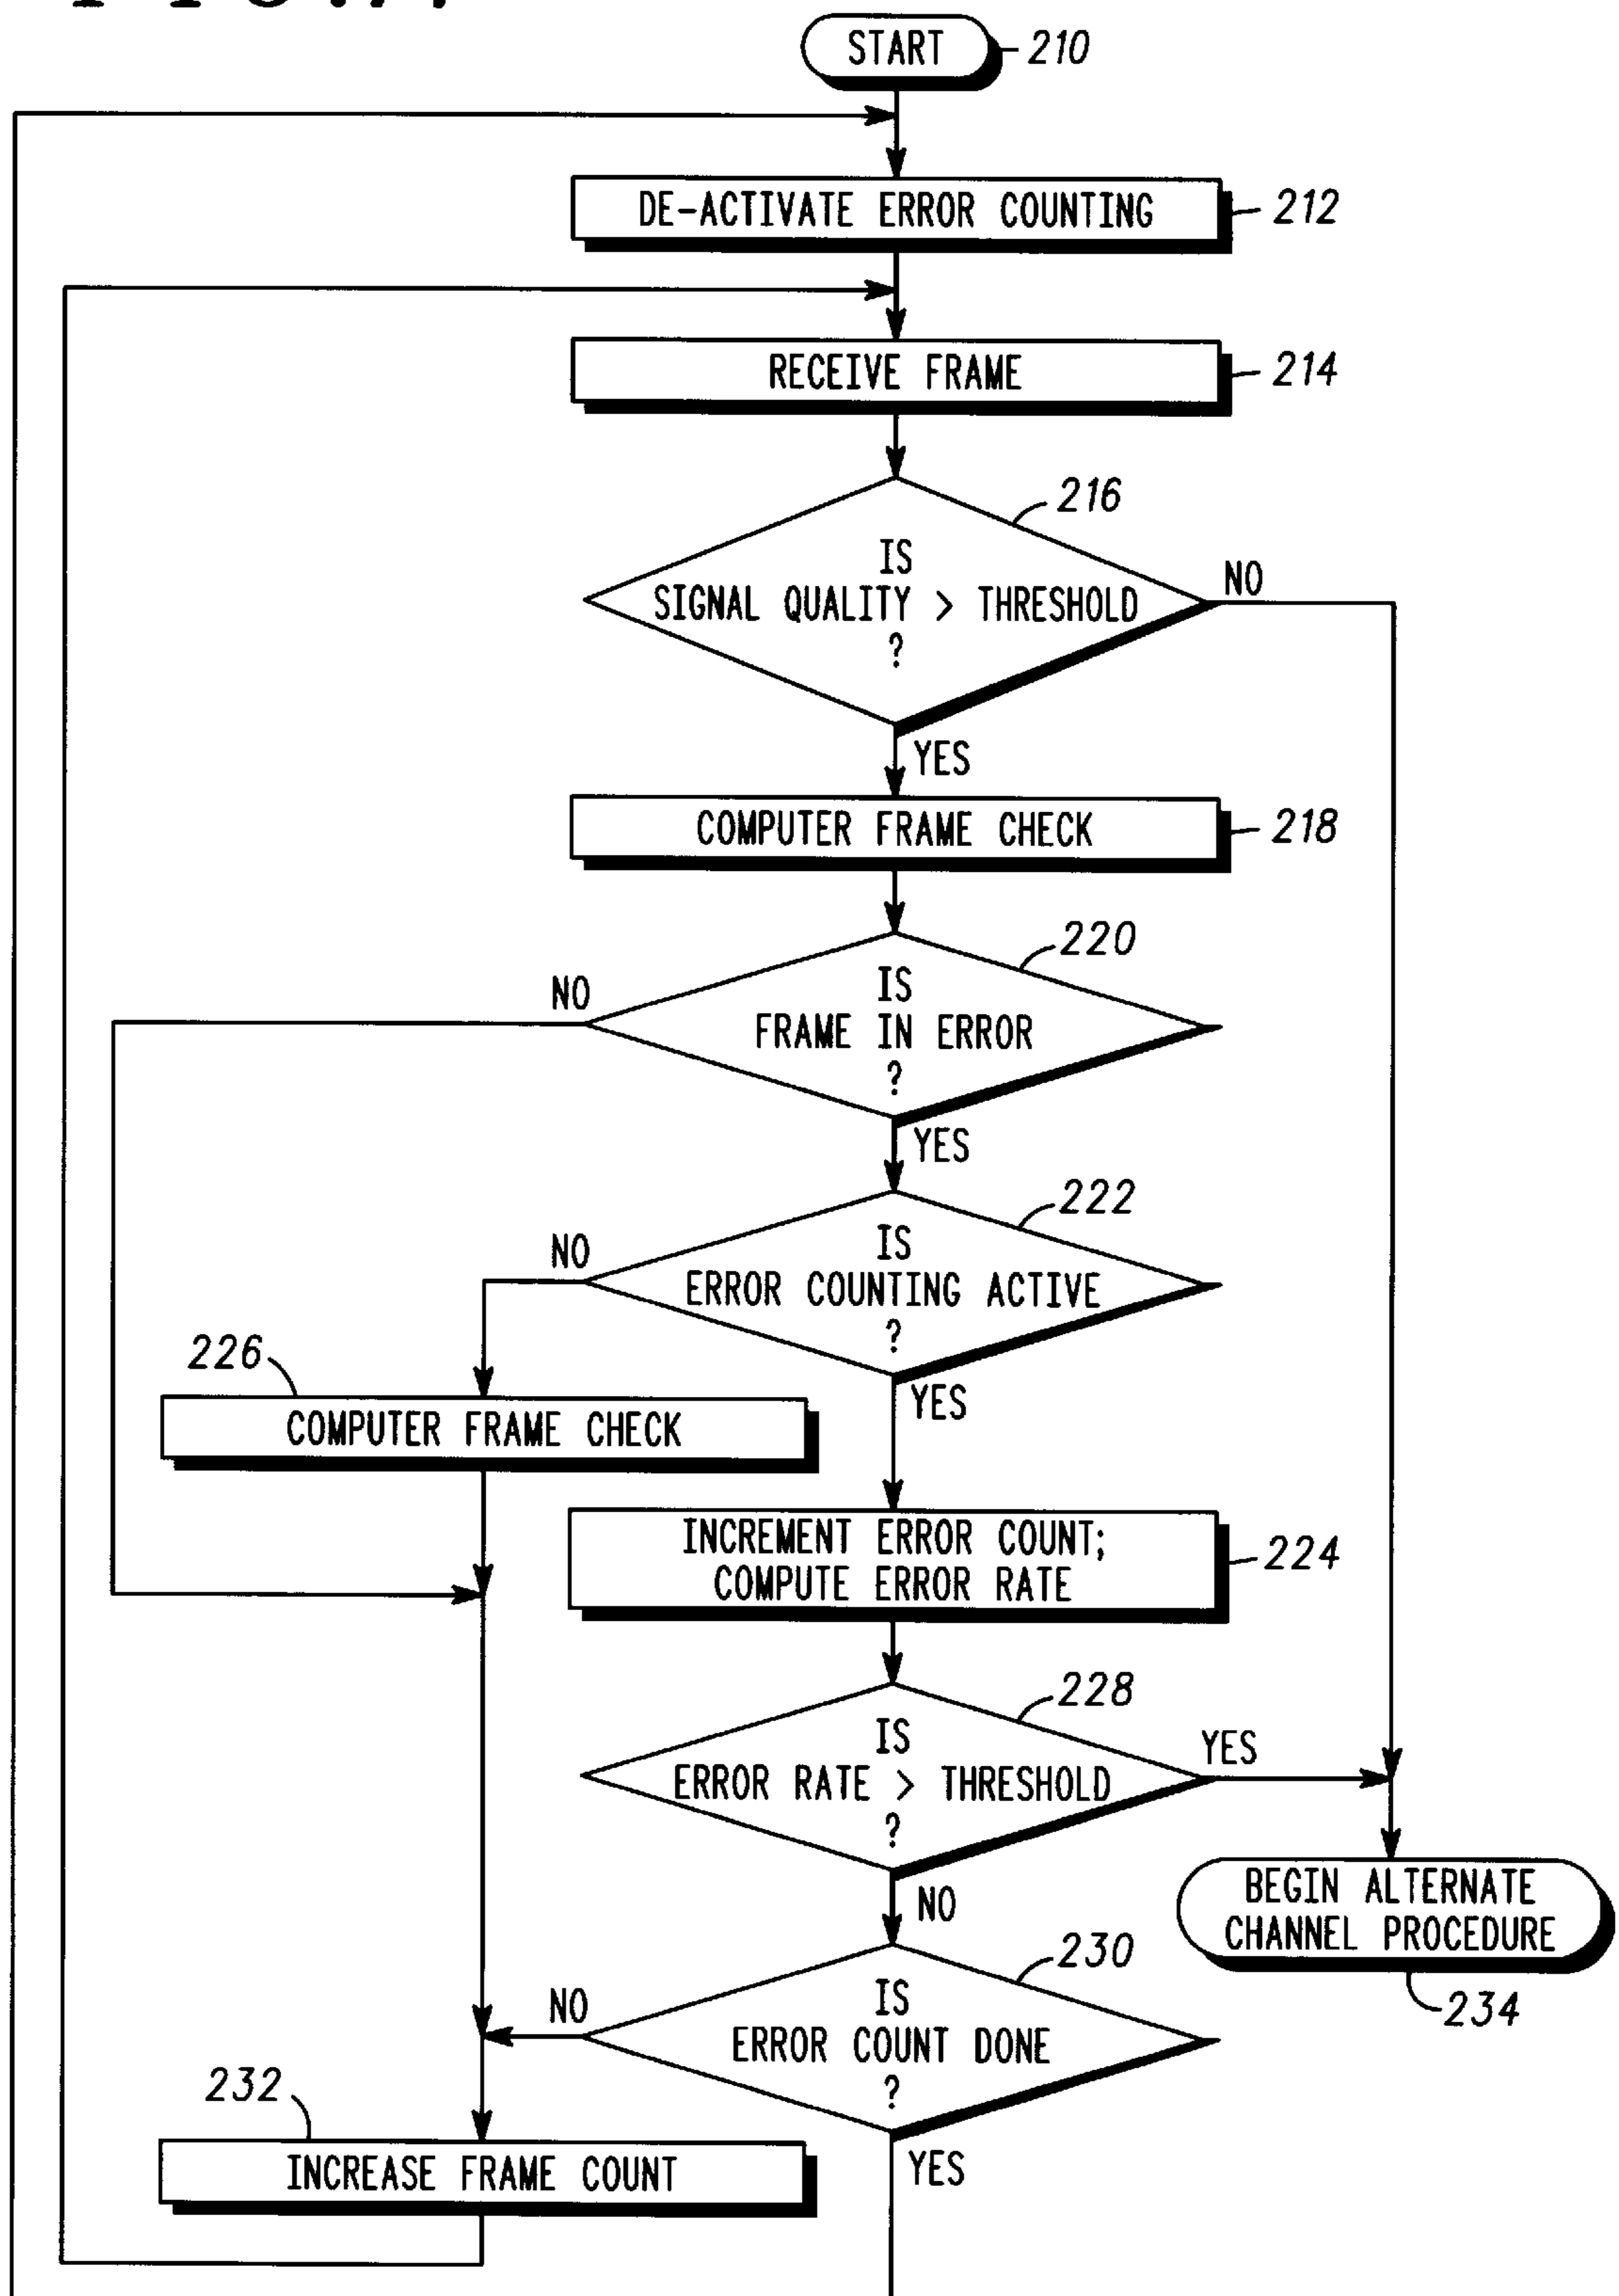 START
210
DE-ACTIVATE ERROR COUNTING
212
RECEIVE FRAME
214
216
IS
SIGNAL QUALITY > THRESHOLD
?
NO
YES
COMPUTER FRAME CHECK
218
220
IS
FRAME IN ERROR
?
NO
YES
222
IS
ERROR COUNTING ACTIVE
?
NO
YES
226
COMPUTER FRAME CHECK
INCREMENT ERROR COUNT;
COMPUTE ERROR RATE
224
228
IS
ERROR RATE > THRESHOLD
?
YES
NO
BEGIN ALTERNATE
CHANNEL PROCEDURE
234
230
IS
ERROR COUNT DONE
?
NO
YES
232
INCREASE FRAME COUNT